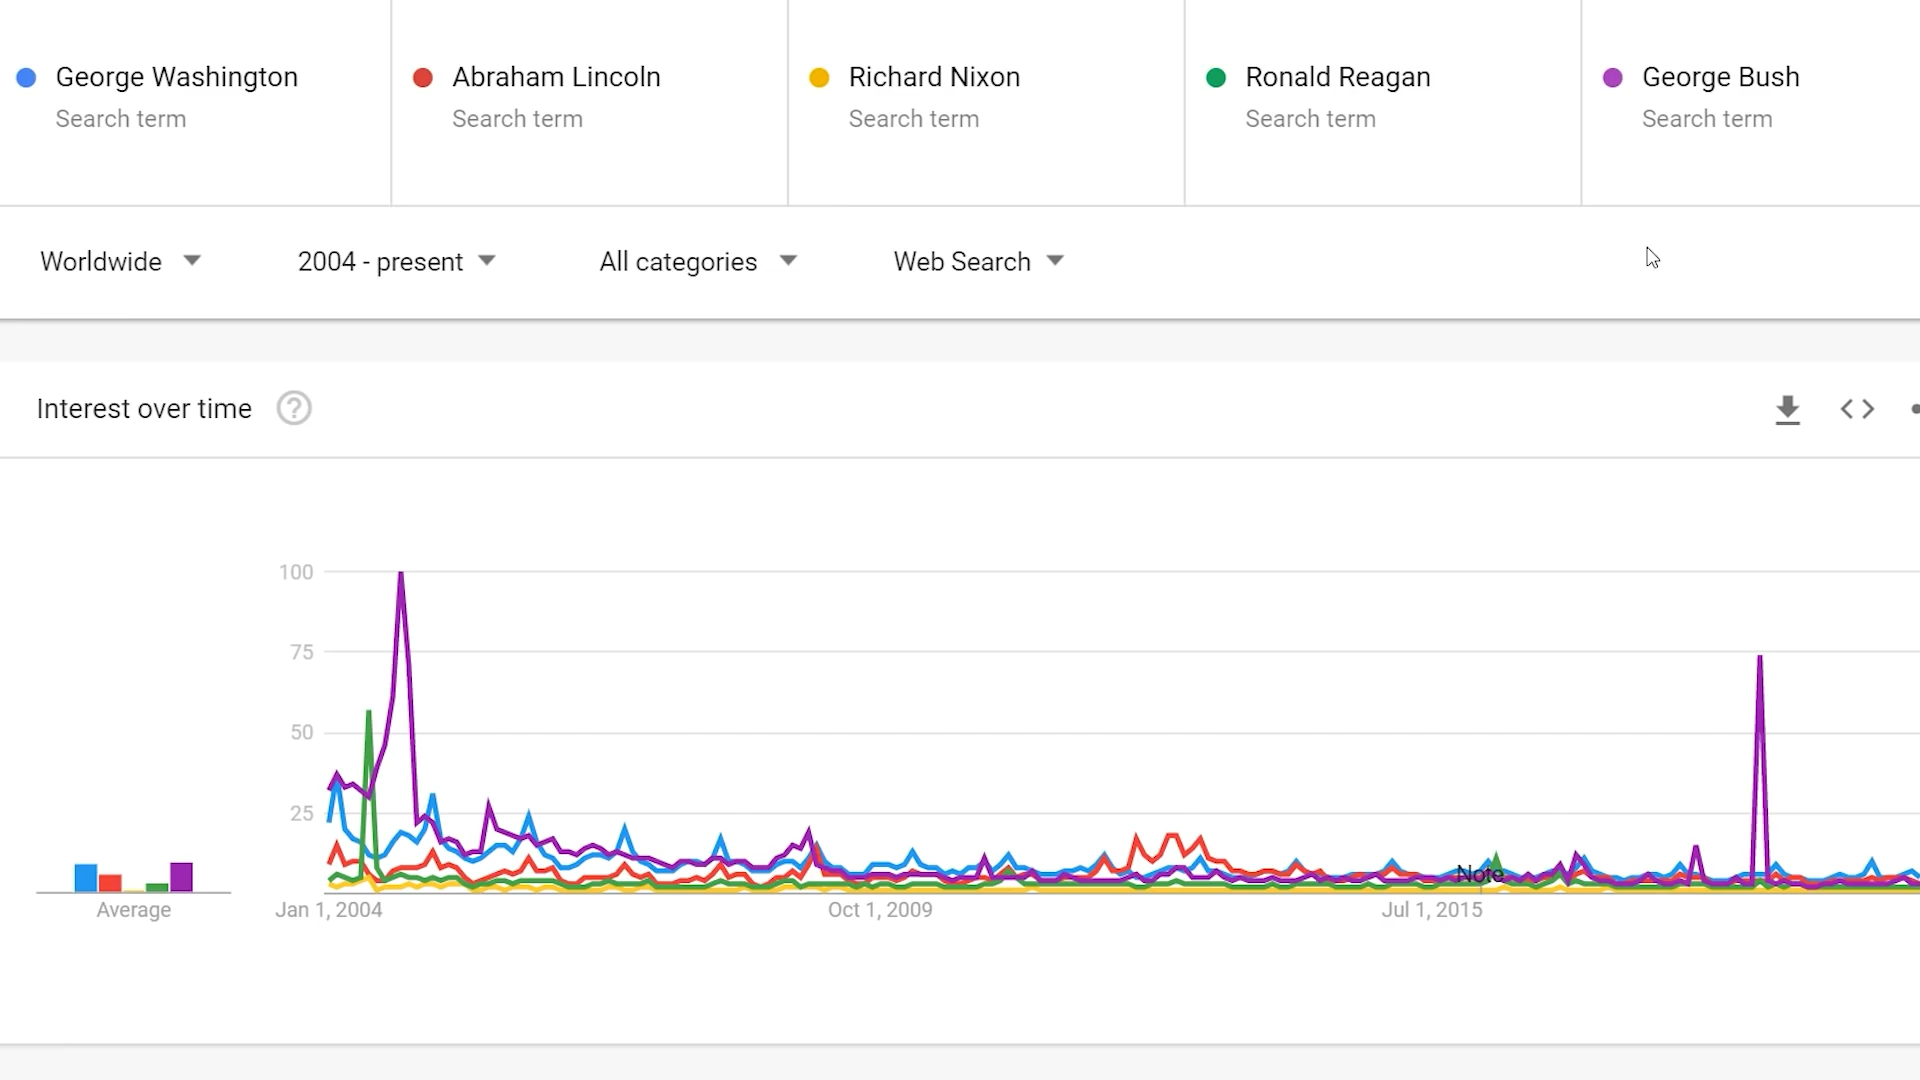 George Washington
Search term
Abraham Lincoln
Search term
Richard Nixon
Search term
Ronald Reagan
Search term
George Bush
Search term
Worldwide
2004 - present
All categories
Web Search
Interest over time
?
100
75
50
25
Note
Average
Jan 1, 2004
Oct 1, 2009
Jul 1, 2015